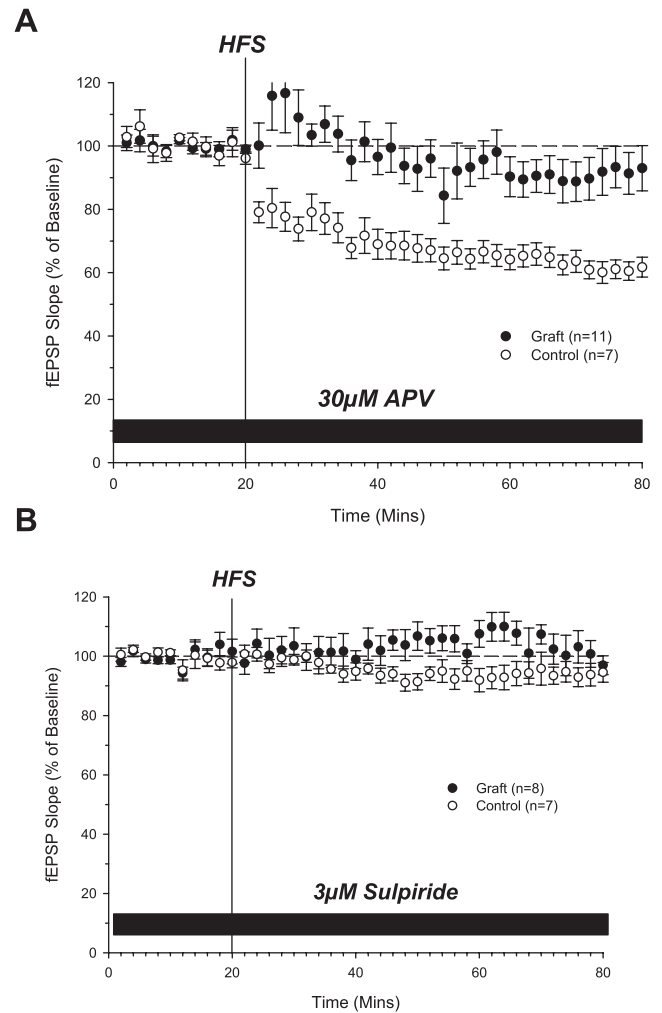 A
HFS
120
100
80
60
40
20
0
fEPSP Slope (% of Baseline)
Graft (n=11)
Control (n=7)
30µM APV
0 20 40 60 80
Time (Mins)
B
HFS
120
100
80
60
40
20
0
fEPSP Slope (% of Baseline)
Graft (n=8)
Control (n=7)
3µM Sulpiride
0 20 40 60 80
Time (Mins)